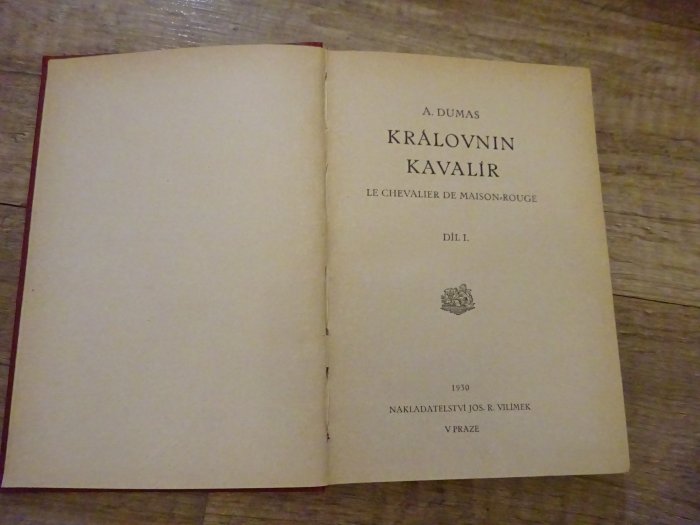 A. DUMAS
KRÁLOVNIN
KAVALÍR
LE CHEVALIER DE MAISON-ROUGE
DÍL I.
1930
NAKLADATELSTVÍ JOS. R. VILÍMEK
V PRAZE